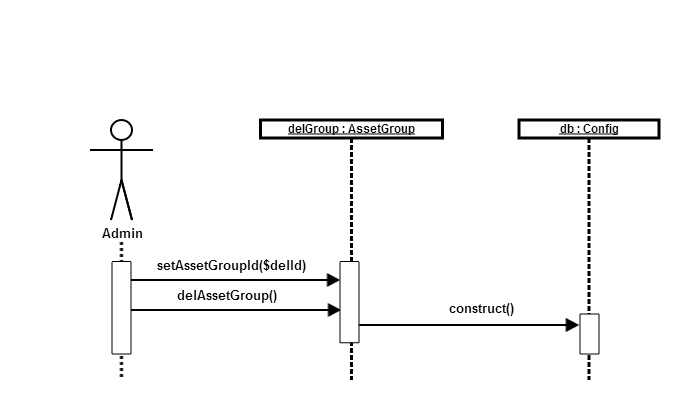 delGroup : AssetGroup
db : Config
Admin
setAssetGroupId($delId)
delAssetGroup()
construct()